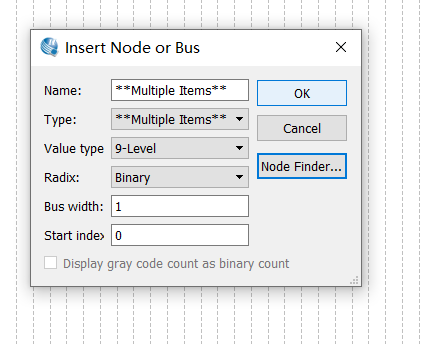 Insert Node or Bus
Name: **Multiple Items** OK
Type: **Multiple Items** Cancel
Value type 9-Level Node Finder...
Radix: Binary
Bus width: 1
Start index 0
Display gray code count as binary count